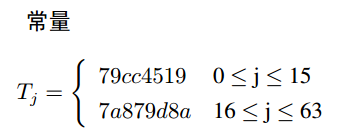 常量
T_j = { 79cc4519 0 ≤ j ≤ 15
7a879d8a 16 ≤ j ≤ 63